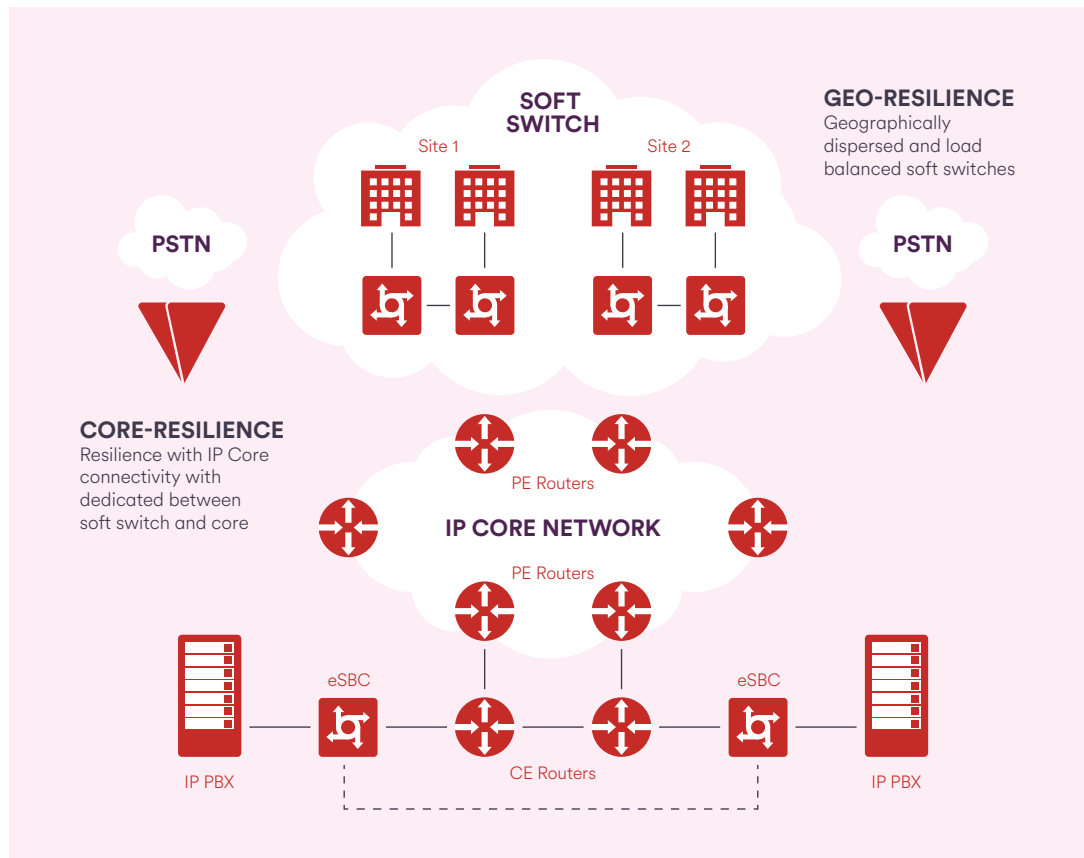 SOFT
SWITCH
Site 1
Site 2
GEO-RESILIENCE
Geographically
dispersed and load
balanced soft switches
PSTN
PSTN
CORE-RESILIENCE
Resilience with IP Core
connectivity with
dedicated between
soft switch and core
PE Routers
IP CORE NETWORK
PE Routers
eSBC
eSBC
IP PBX
CE Routers
IP PBX